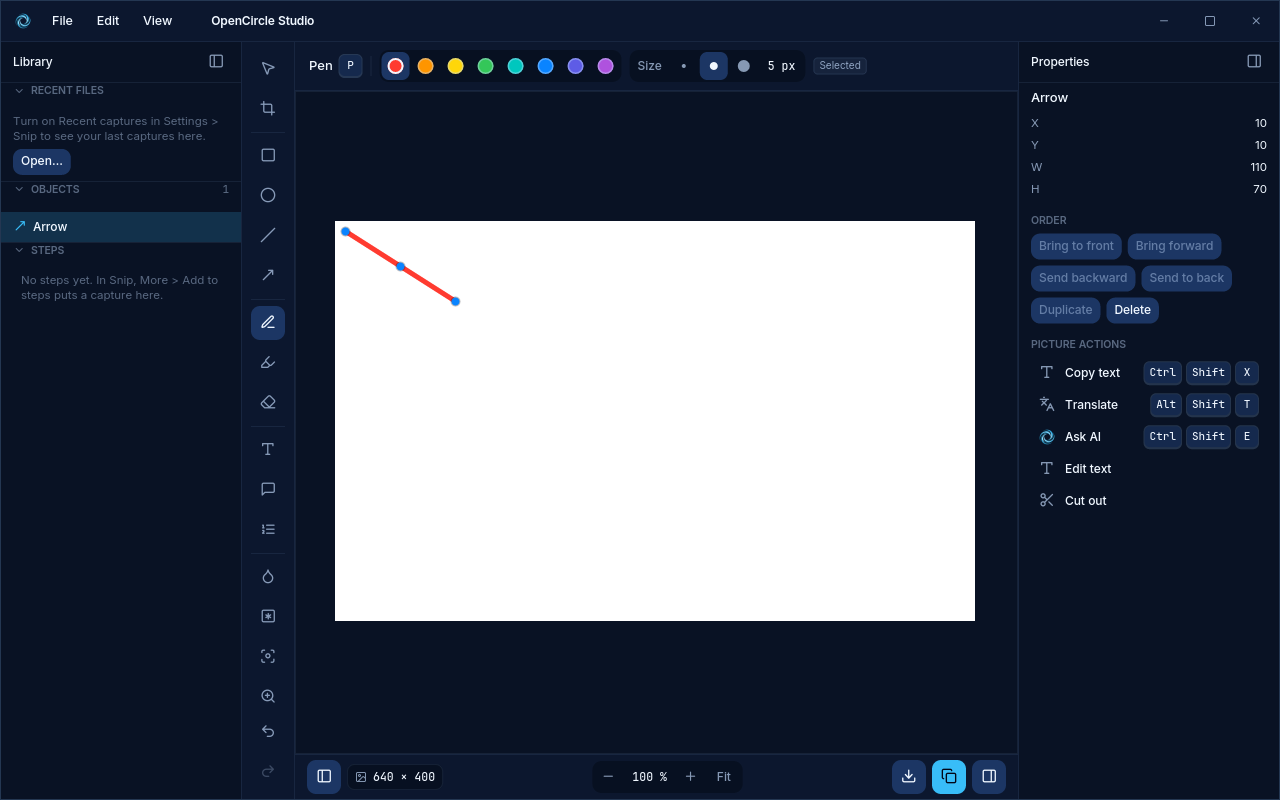 File Edit View OpenCircle Studio
Library
RECENT FILES
Turn on Recent captures in Settings >
Snip to see your last captures here.
Open...
OBJECTS 1
Arrow
STEPS
No steps yet. In Snip, More > Add to
steps puts a capture here.
Pen P Size 5 px Selected
640 × 400
100 % Fit
Properties
Arrow
X 10
Y 10
W 110
H 70
ORDER
Bring to front Bring forward
Send backward Send to back
Duplicate Delete
PICTURE ACTIONS
Copy text Ctrl Shift X
Translate Alt Shift T
Ask AI Ctrl Shift E
Edit text
Cut out